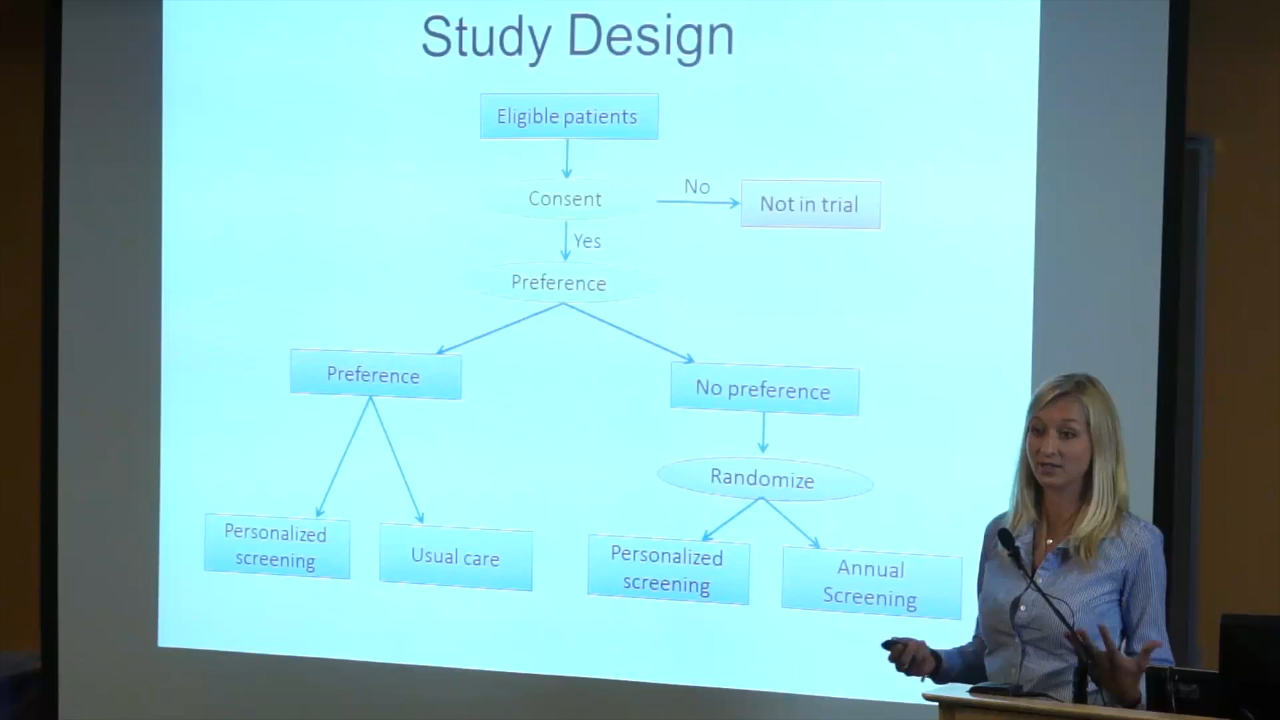 Study Design
Eligible patients
Consent
No
Not in trial
Yes
Preference
Preference
No preference
Randomize
Personalized
screening
Usual care
Personalized
screening
Annual
Screening